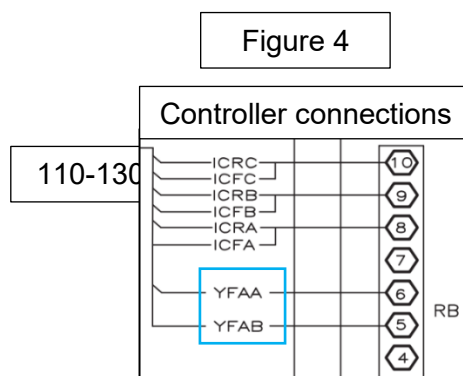 Figure 4
Controller connections
110-130
ICRC
ICFC
10
ICRB
ICFB
9
ICRA
ICFA
8
7
YFAA
6
YFAB
5
RB
4